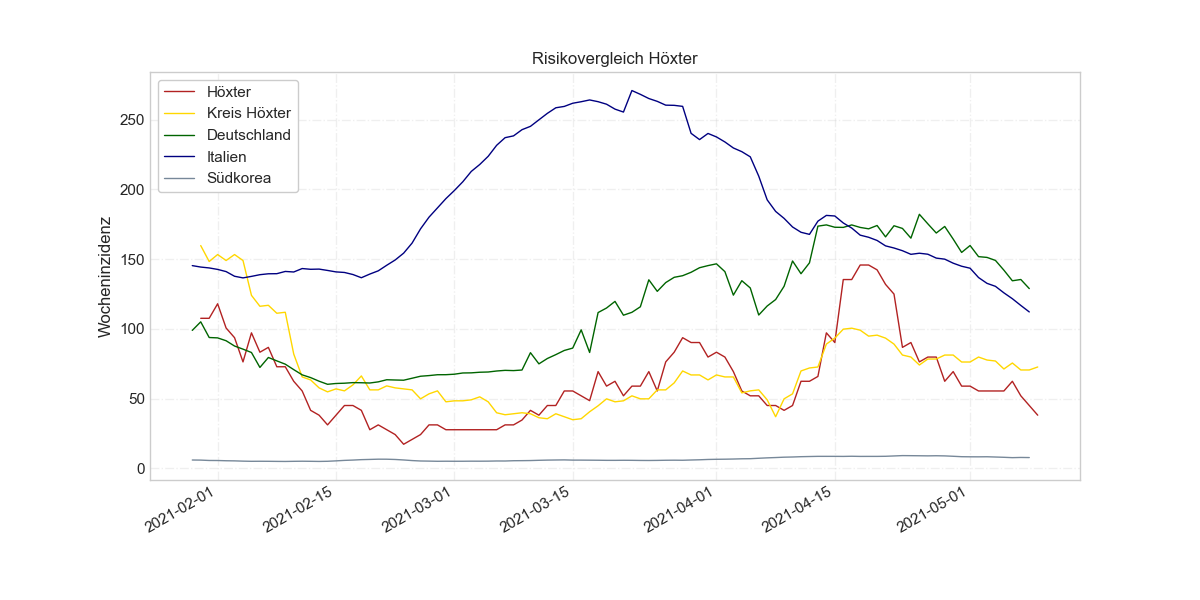 Risikovergleich Höxter
Höxter
Kreis Höxter
Deutschland
Italien
Südkorea
Wocheninzidenz
250
200
150
100
50
0
2021-02-01
2021-02-15
2021-03-01
2021-03-15
2021-04-01
2021-04-15
2021-05-01